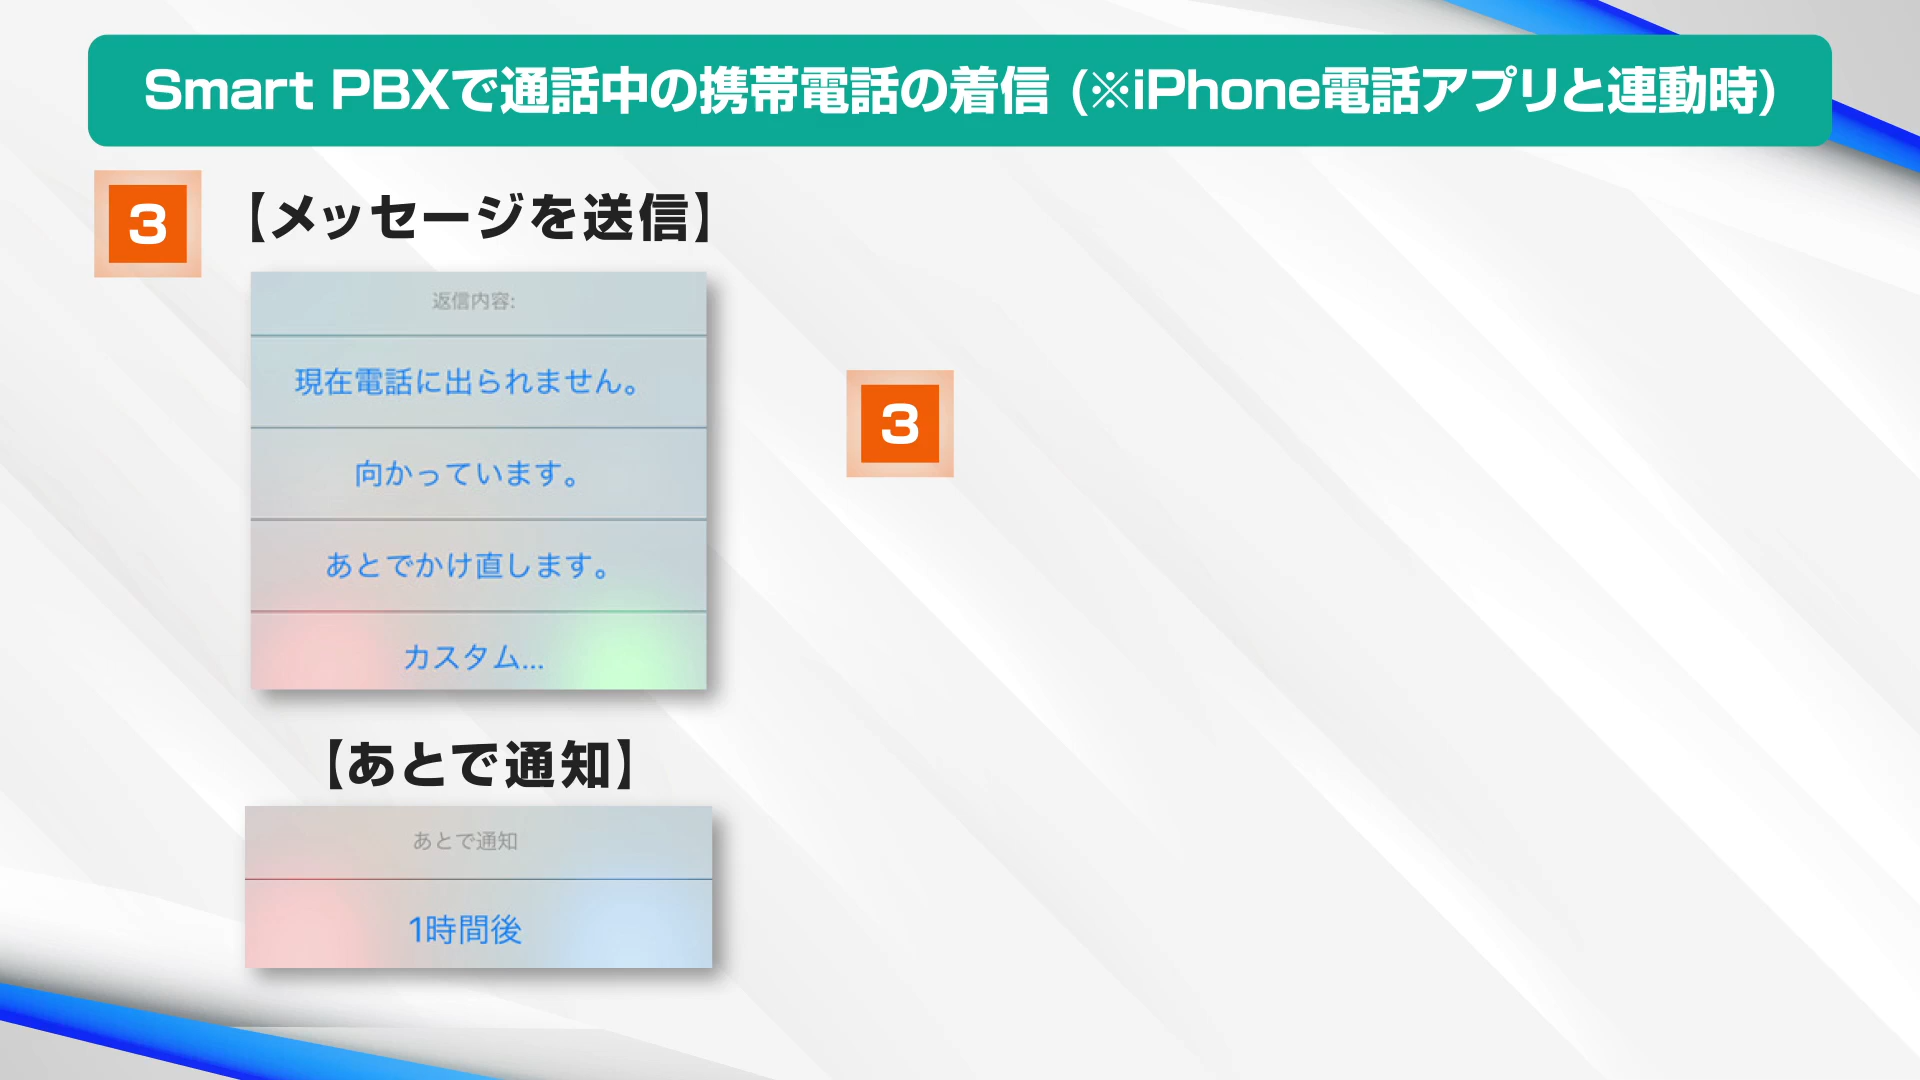 Smart PBXで通話中の携帯電話の着信 (※iPhone電話アプリと連動時)
3
【メッセージを送信】
返信内容:
現在電話に出られません。
向かっています。
あとでかけ直します。
カスタム...
3
【あとで通知】
あとで通知
1時間後